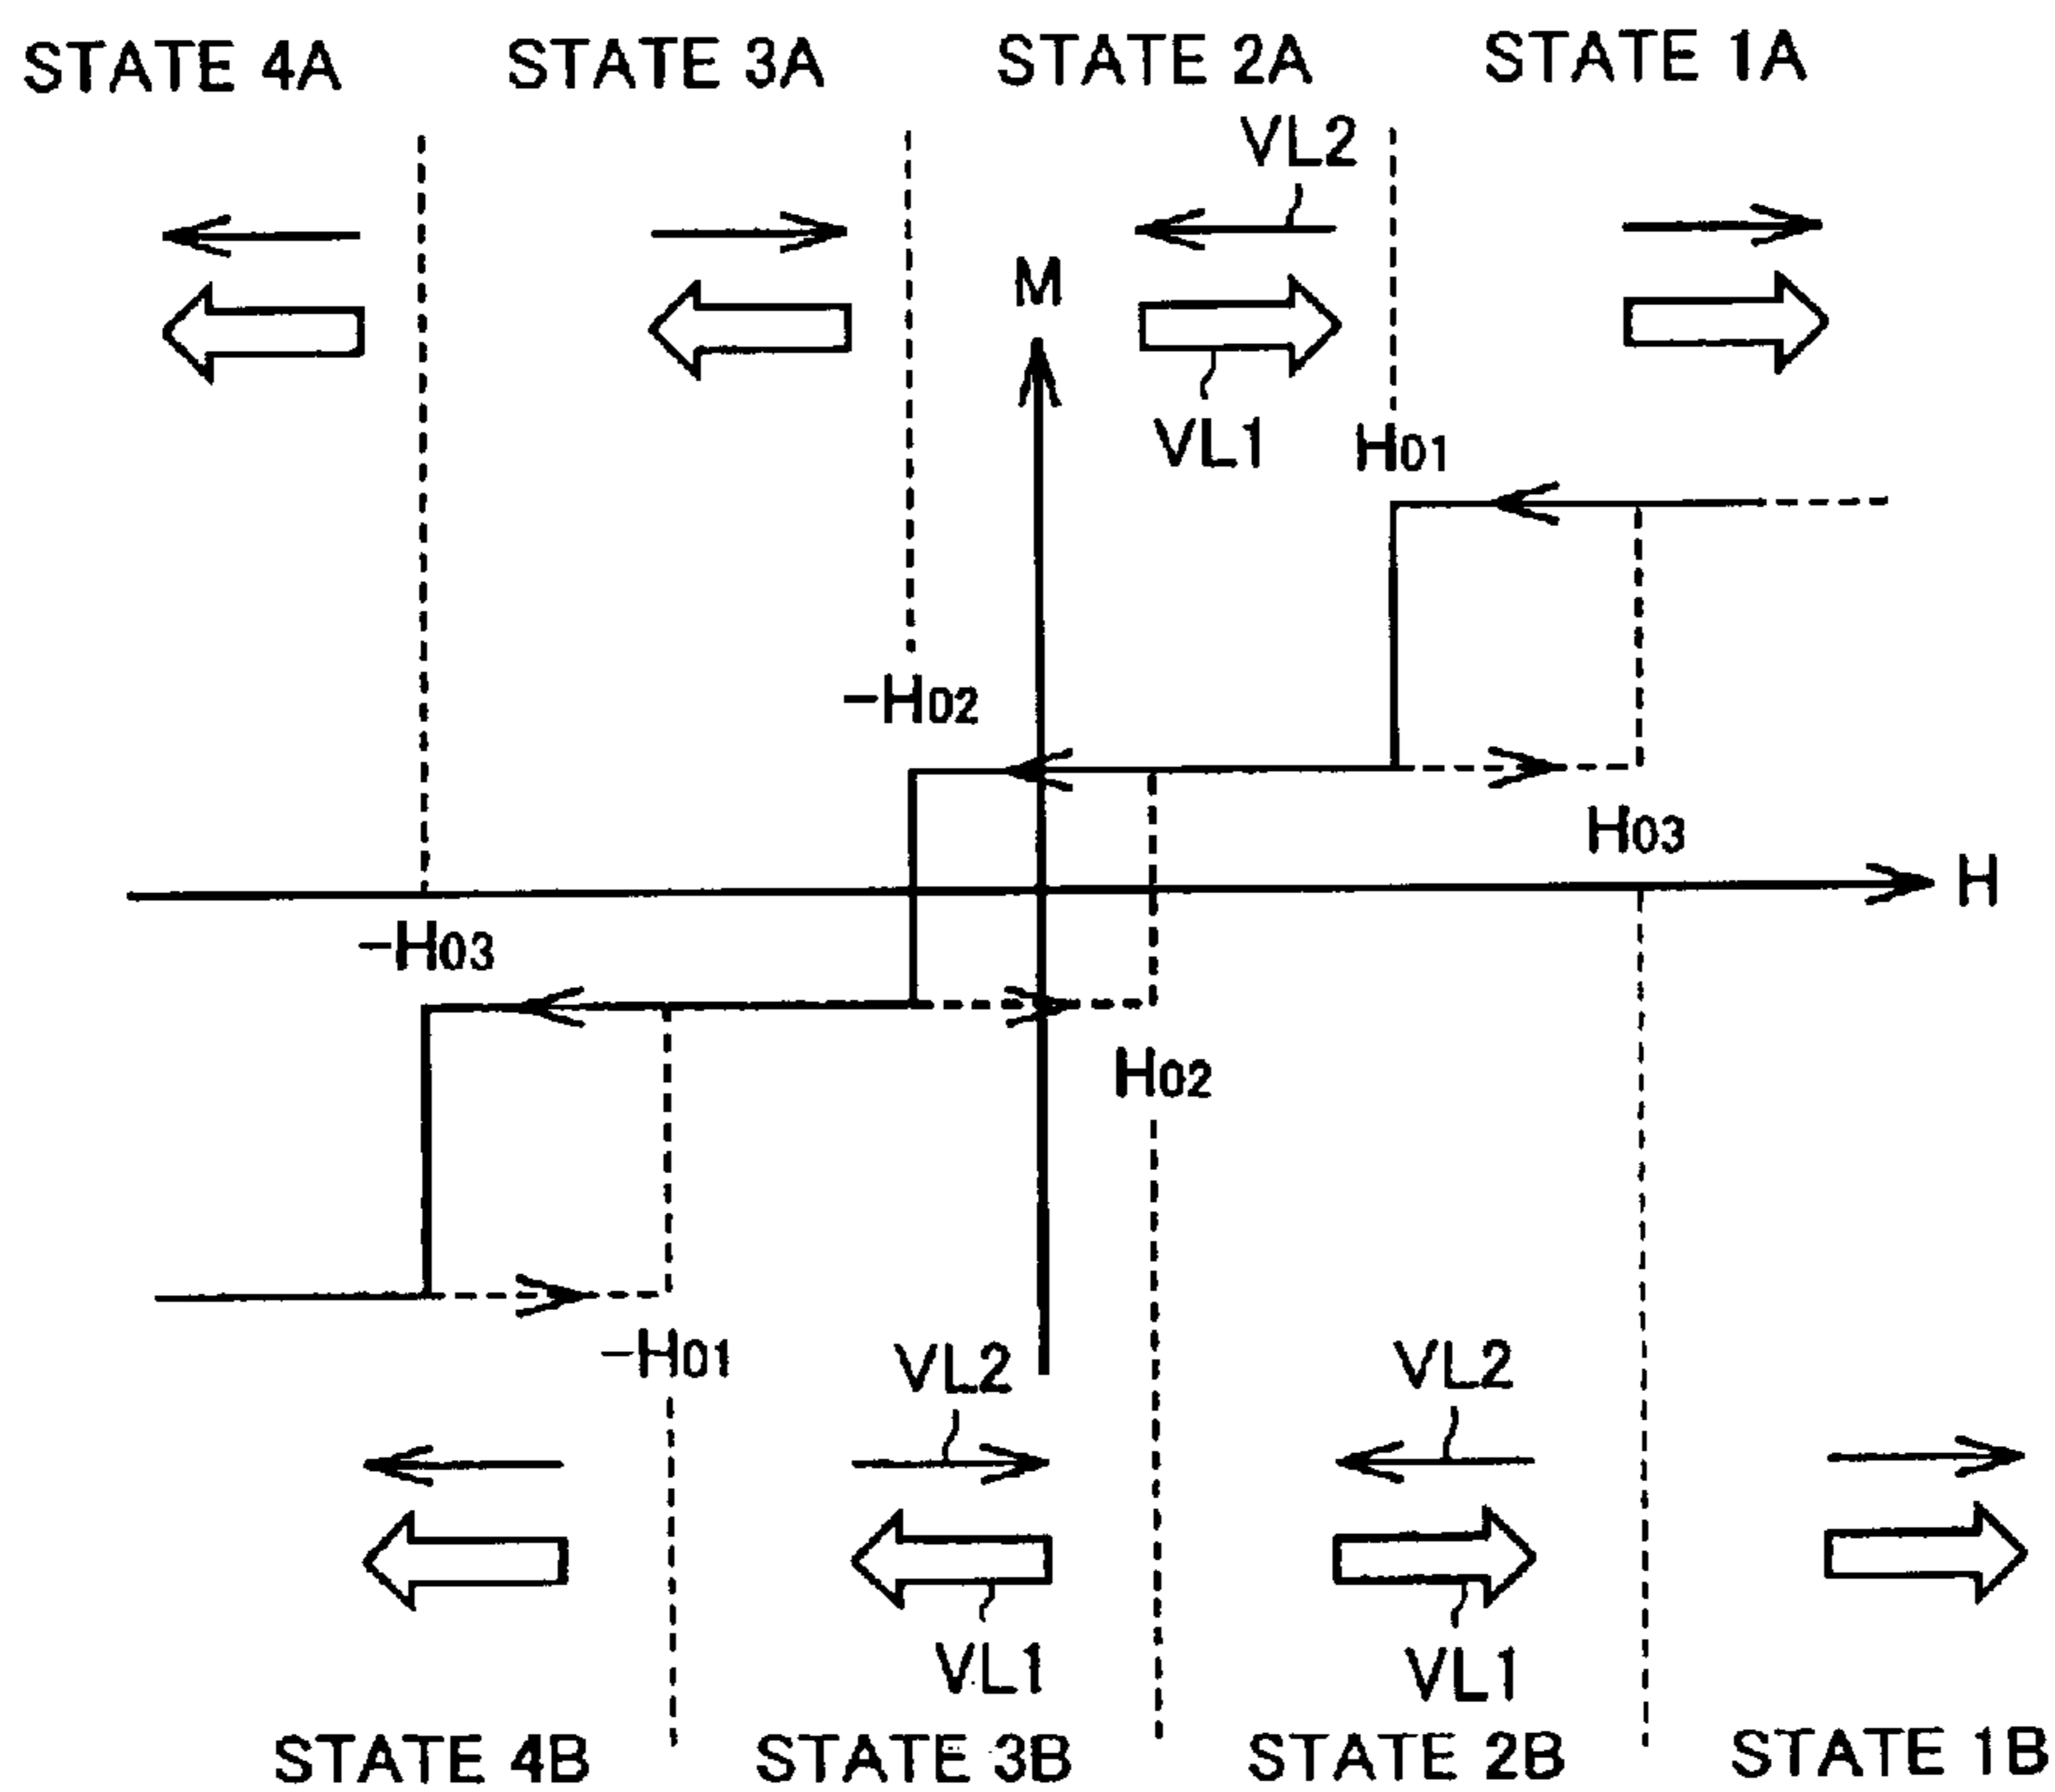 STATE 4A STATE 3A STATE 2A STATE 1A
VL2
M
VL1 H01
-H02
H03
H
-H03
H02
-H01 VL2 VL2
VL1 VL1
STATE 4B STATE 3B STATE 2B STATE 1B